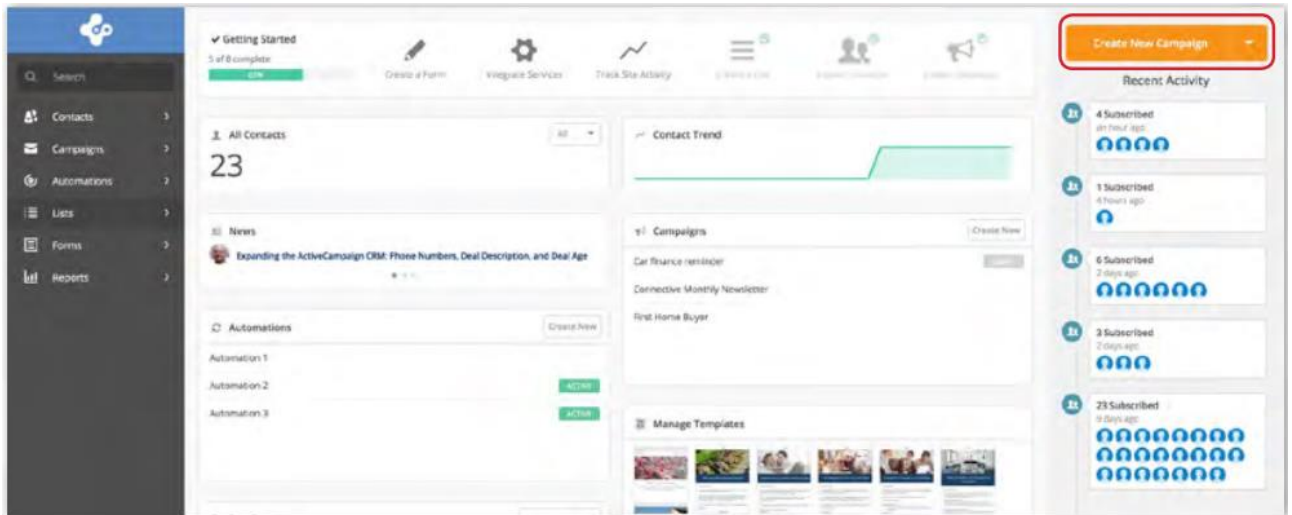 Search
Contacts
Campaigns
Automations
Lists
Forms
Reports
Getting Started
5 of 8 complete
Create a Form
Integrate Services
Track Site Activity
All Contacts
All
23
Contact Trend
News
Expanding the ActiveCampaign CRM: Phone Numbers, Deal Description, and Deal Age
Automations
Create New
Automation 1
Automation 2
ACTIVE
Automation 3
ACTIVE
Campaigns
Create New
Car finance reminder
Connective Monthly Newsletter
First Home Buyer
Manage Templates
Create New Campaign
Recent Activity
4 Subscribed
an hour ago
1 Subscribed
4 hours ago
6 Subscribed
2 days ago
3 Subscribed
2 days ago
23 Subscribed
9 days ago